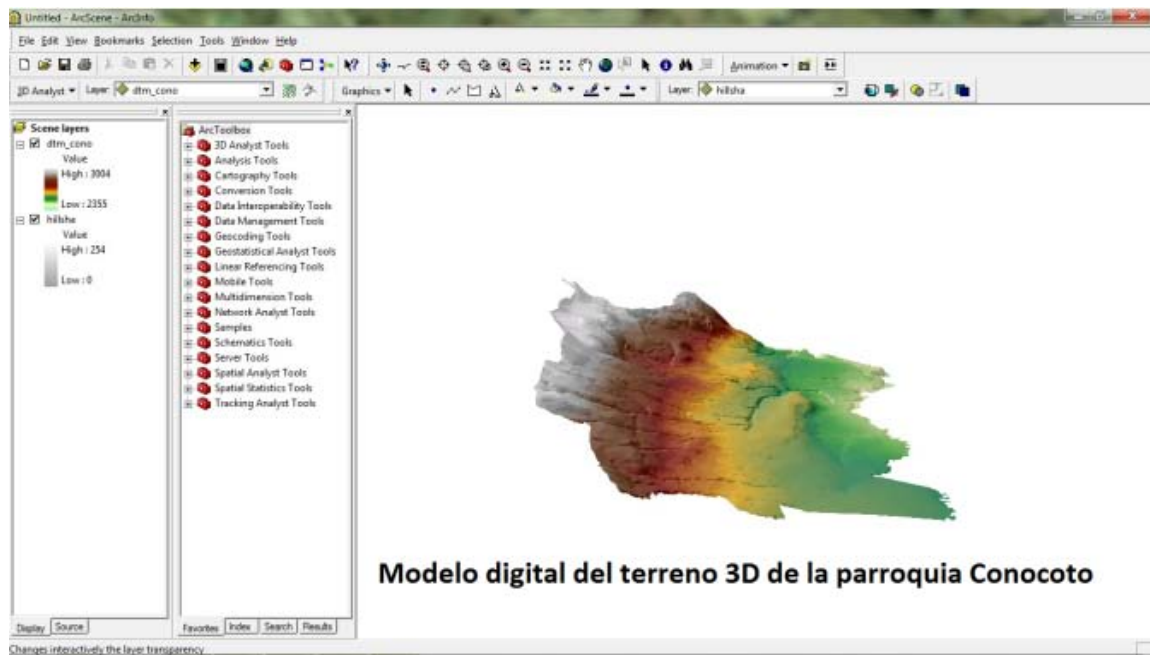 Untitled - ArcScene - ArcInfo
File Edit View Bookmarks Selection Tools Window Help
Animation
3D Analyst Layer: dtm_cono
Graphics
A
Layer: hillsha
Scene layers
dtm_cono
Value
High : 3004
Low : 2355
hillsha
Value
High : 254
Low : 0
Display Source
ArcToolbox
3D Analyst Tools
Analysis Tools
Cartography Tools
Conversion Tools
Data Interoperability Tools
Data Management Tools
Geocoding Tools
Geostatistical Analyst Tools
Linear Referencing Tools
Mobile Tools
Multidimension Tools
Network Analyst Tools
Samples
Schematics Tools
Server Tools
Spatial Analyst Tools
Spatial Statistics Tools
Tracking Analyst Tools
Favorites Index Search Results
Modelo digital del terreno 3D de la parroquia Conocoto
Changes interactively the layer transparency